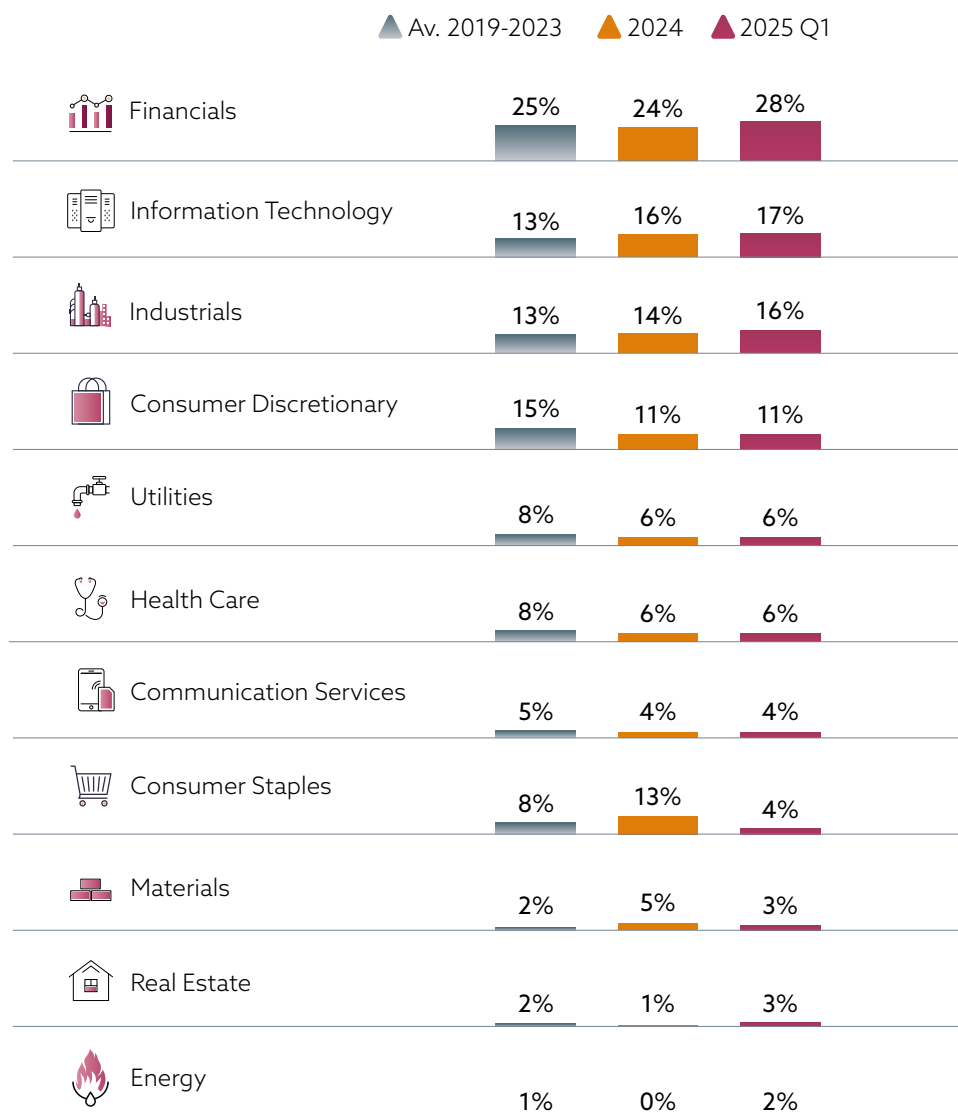 Av. 2019-2023 2024 2025 Q1
Financials 25% 24% 28%
Information Technology 13% 16% 17%
Industrials 13% 14% 16%
Consumer Discretionary 15% 11% 11%
Utilities 8% 6% 6%
Health Care 8% 6% 6%
Communication Services 5% 4% 4%
Consumer Staples 8% 13% 4%
Materials 2% 5% 3%
Real Estate 2% 1% 3%
Energy 1% 0% 2%